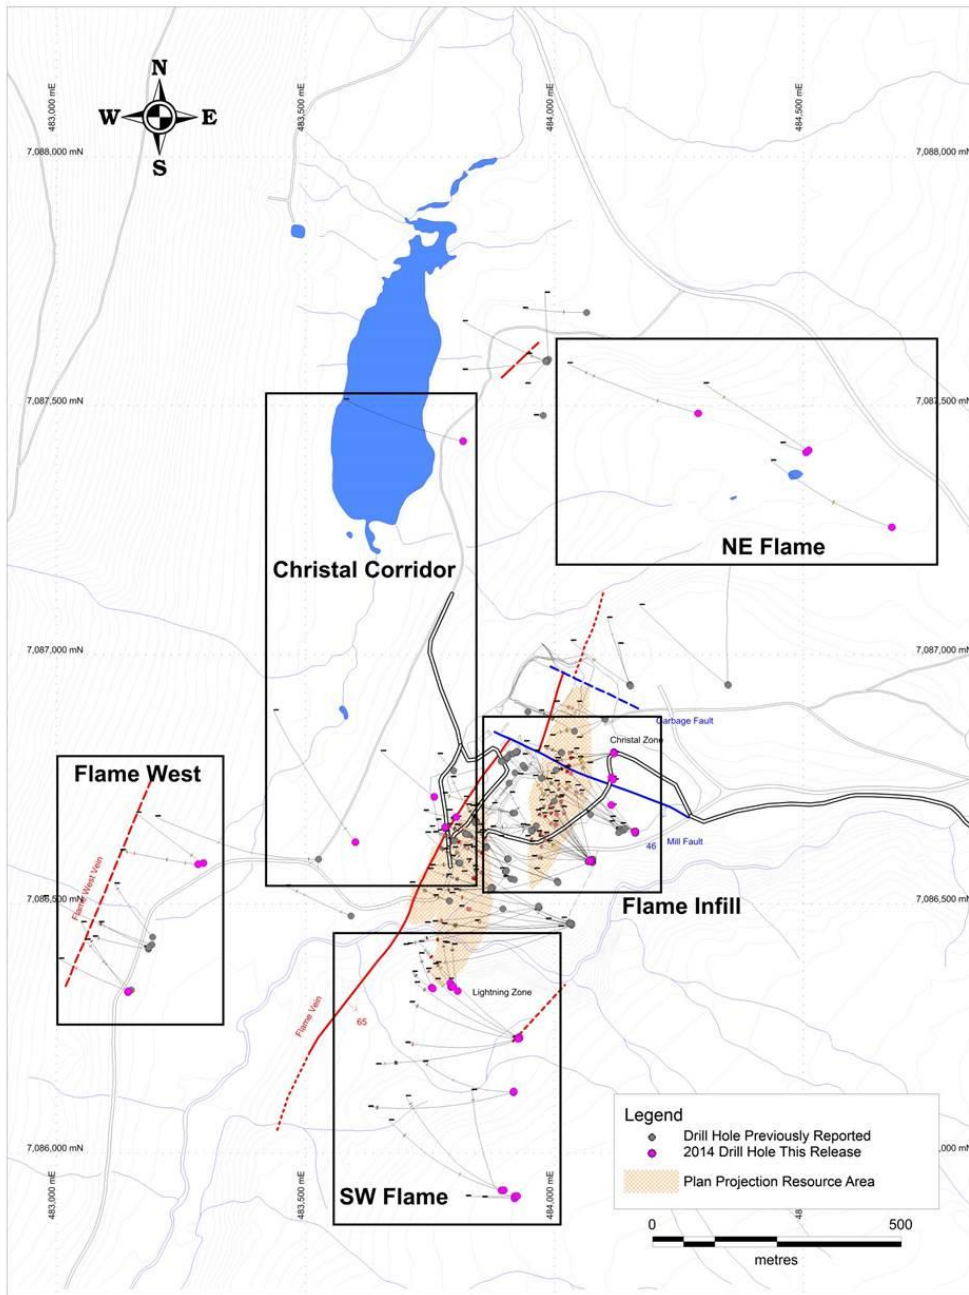 483,000 mE
483,500 mE
484,000 mE
484,500 mE
N
W E
S
7,088,000 mN
7,088,000 mN
7,087,500 mN
7,087,500 mN
NE Flame
Christal Corridor
7,087,000 mN
7,087,000 mN
Garbage Fault
Christal Zone
Flame West
46
Mill Fault
Flame West Vein
7,086,500 mN
7,086,500 mN
Flame Infill
Lightning Zone
Flame Vein
65
Legend
Drill Hole Previously Reported
2014 Drill Hole This Release
Plan Projection Resource Area
7,086,000 mN
,000 mN
SW Flame
483,000 mE
483,500 mE
484,000 mE
48
0 500
metres